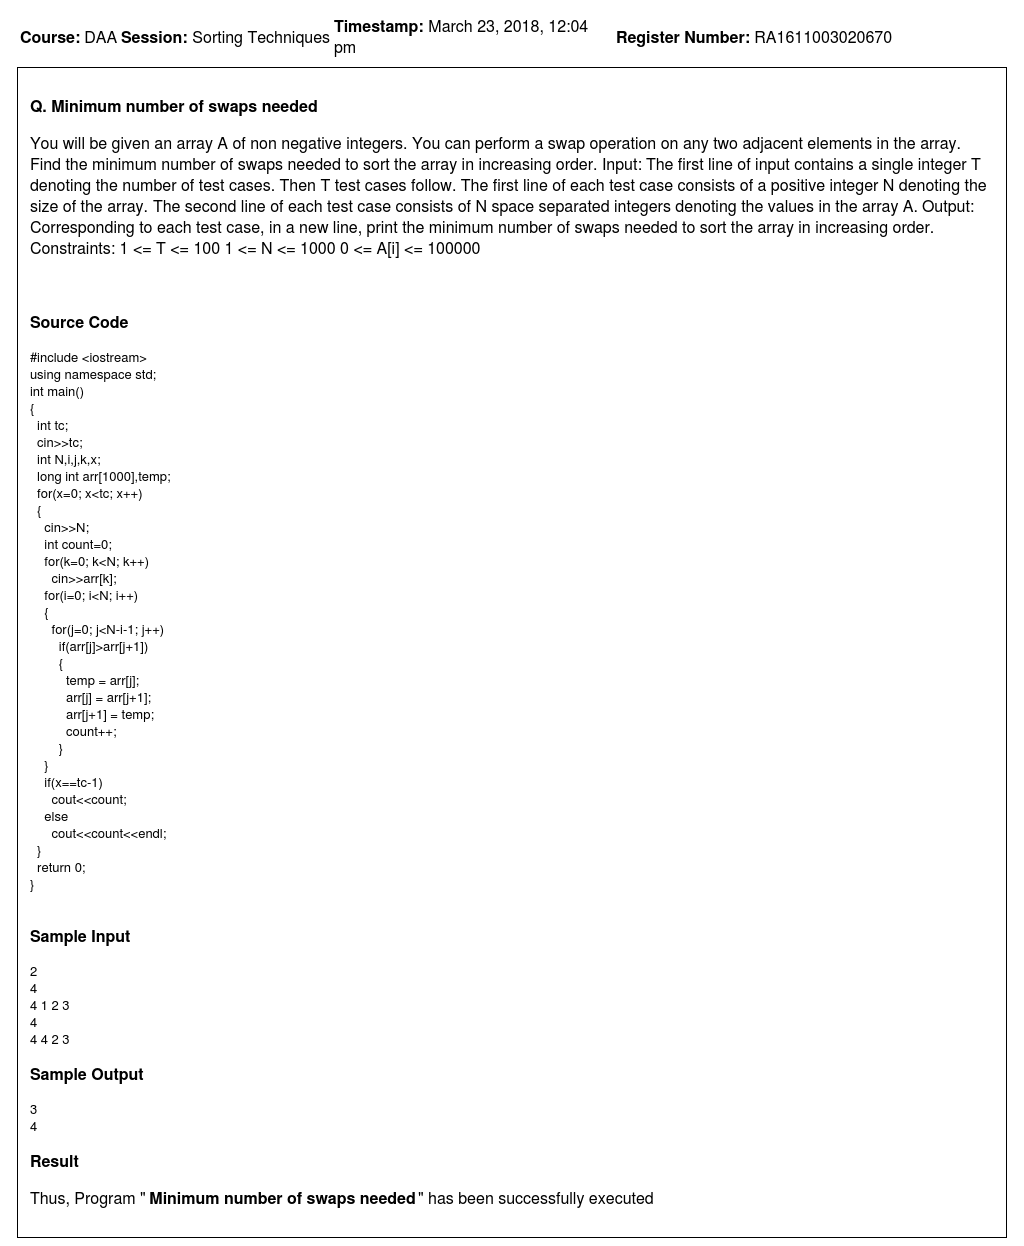 Course: DAA Session: Sorting Techniques Timestamp: March 23, 2018, 12:04 pm Register Number: RA1611003020670
Q. Minimum number of swaps needed
You will be given an array A of non negative integers. You can perform a swap operation on any two adjacent elements in the array.
Find the minimum number of swaps needed to sort the array in increasing order. Input: The first line of input contains a single integer T
denoting the number of test cases. Then T test cases follow. The first line of each test case consists of a positive integer N denoting the
size of the array. The second line of each test case consists of N space separated integers denoting the values in the array A. Output:
Corresponding to each test case, in a new line, print the minimum number of swaps needed to sort the array in increasing order.
Constraints: 1 <= T <= 100 1 <= N <= 1000 0 <= A[i] <= 100000
Source Code
#include <iostream>
using namespace std;
int main()
{
  int tc;
  cin>>tc;
  int N,i,j,k,x;
  long int arr[1000],temp;
  for(x=0; x<tc; x++)
  {
    cin>>N;
    int count=0;
    for(k=0; k<N; k++)
      cin>>arr[k];
    for(i=0; i<N; i++)
    {
      for(j=0; j<N-i-1; j++)
        if(arr[j]>arr[j+1])
        {
          temp = arr[j];
          arr[j] = arr[j+1];
          arr[j+1] = temp;
          count++;
        }
    }
    if(x==tc-1)
      cout<<count;
    else
      cout<<count<<endl;
  }
  return 0;
}
Sample Input
2
4
4 1 2 3
4
4 4 2 3
Sample Output
3
4
Result
Thus, Program " Minimum number of swaps needed " has been successfully executed